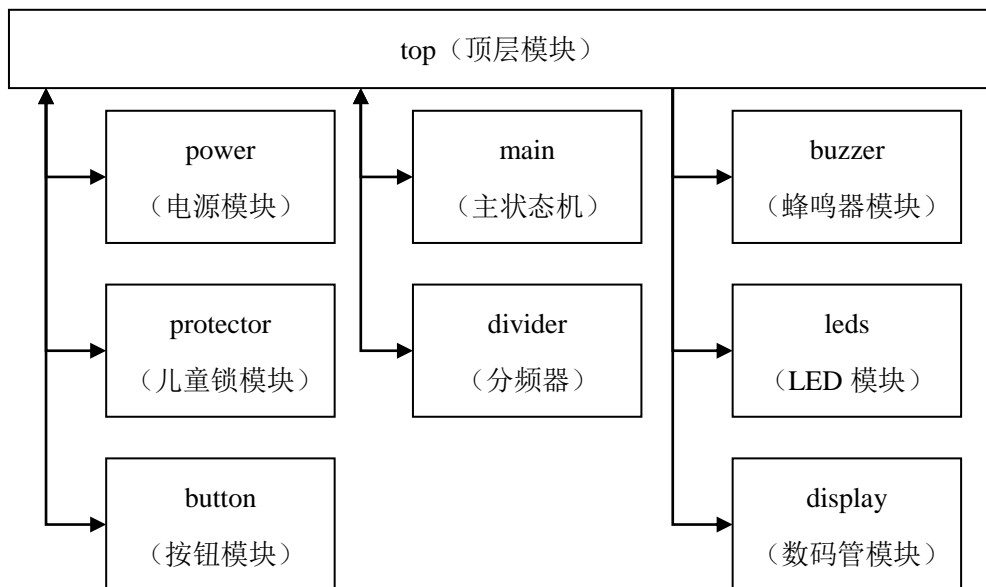 top（顶层模块）
power
（电源模块）
main
（主状态机）
buzzer
（蜂鸣器模块）
protector
（儿童锁模块）
divider
（分频器）
leds
（LED 模块）
button
（按钮模块）
display
（数码管模块）